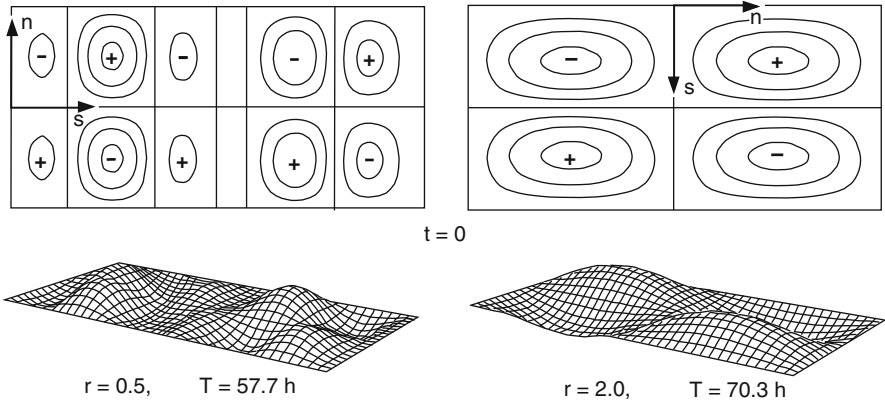 n
- + - - +
s
+ - + + -
n
- +
s
+ -
t = 0
r = 0.5, T = 57.7 h
r = 2.0, T = 70.3 h